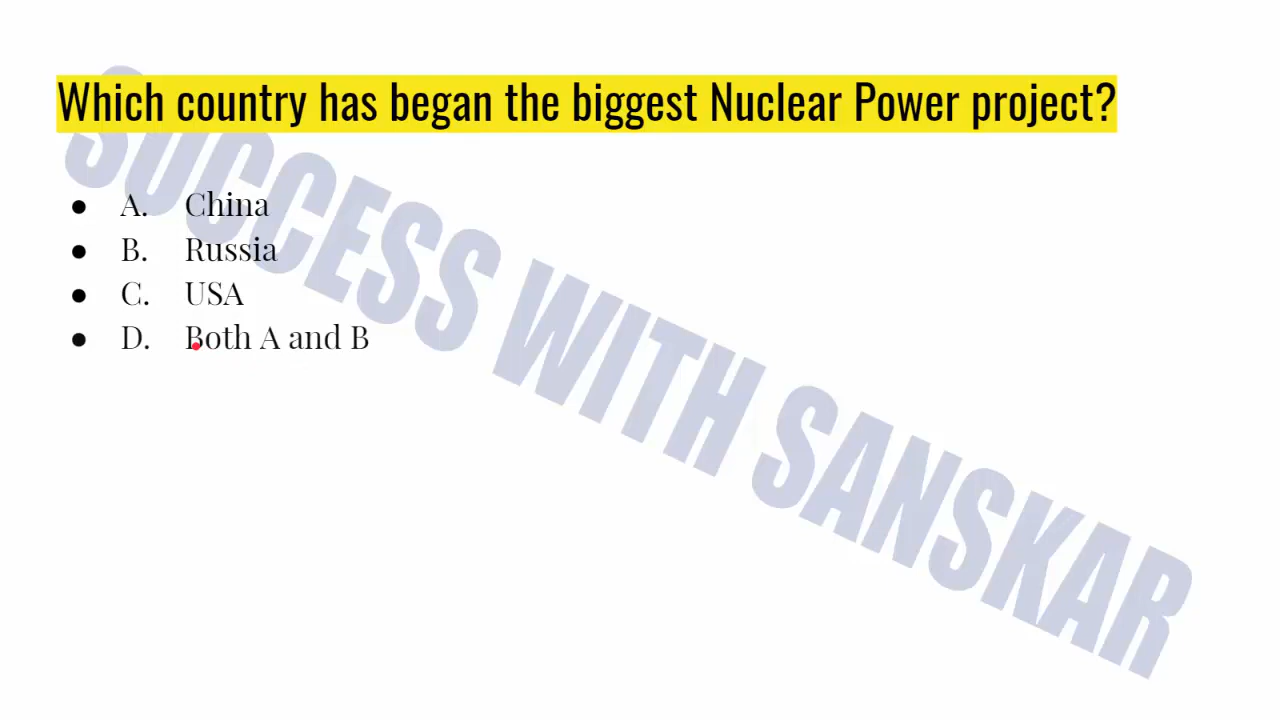 Which country has began the biggest Nuclear Power project?
● A. China
● B. Russia
● C. USA
● D. Both A and B
SUCCESS WITH SANSKAR